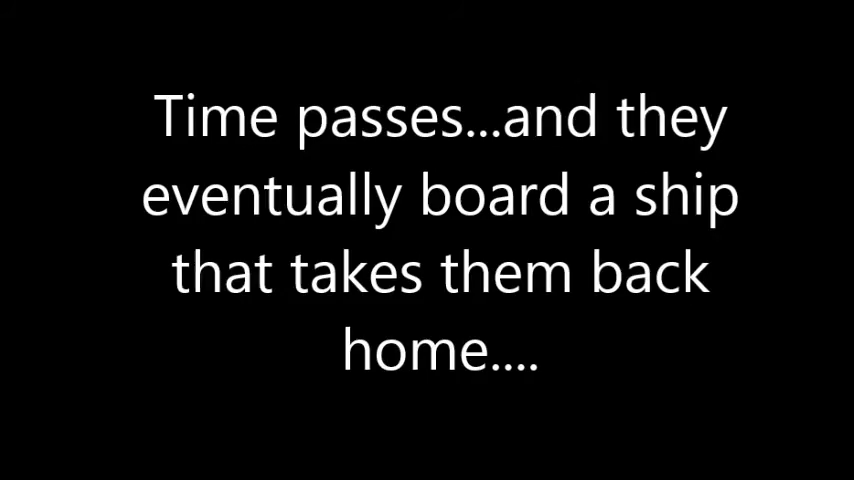 Time passes...and they
eventually board a ship
that takes them back
home....